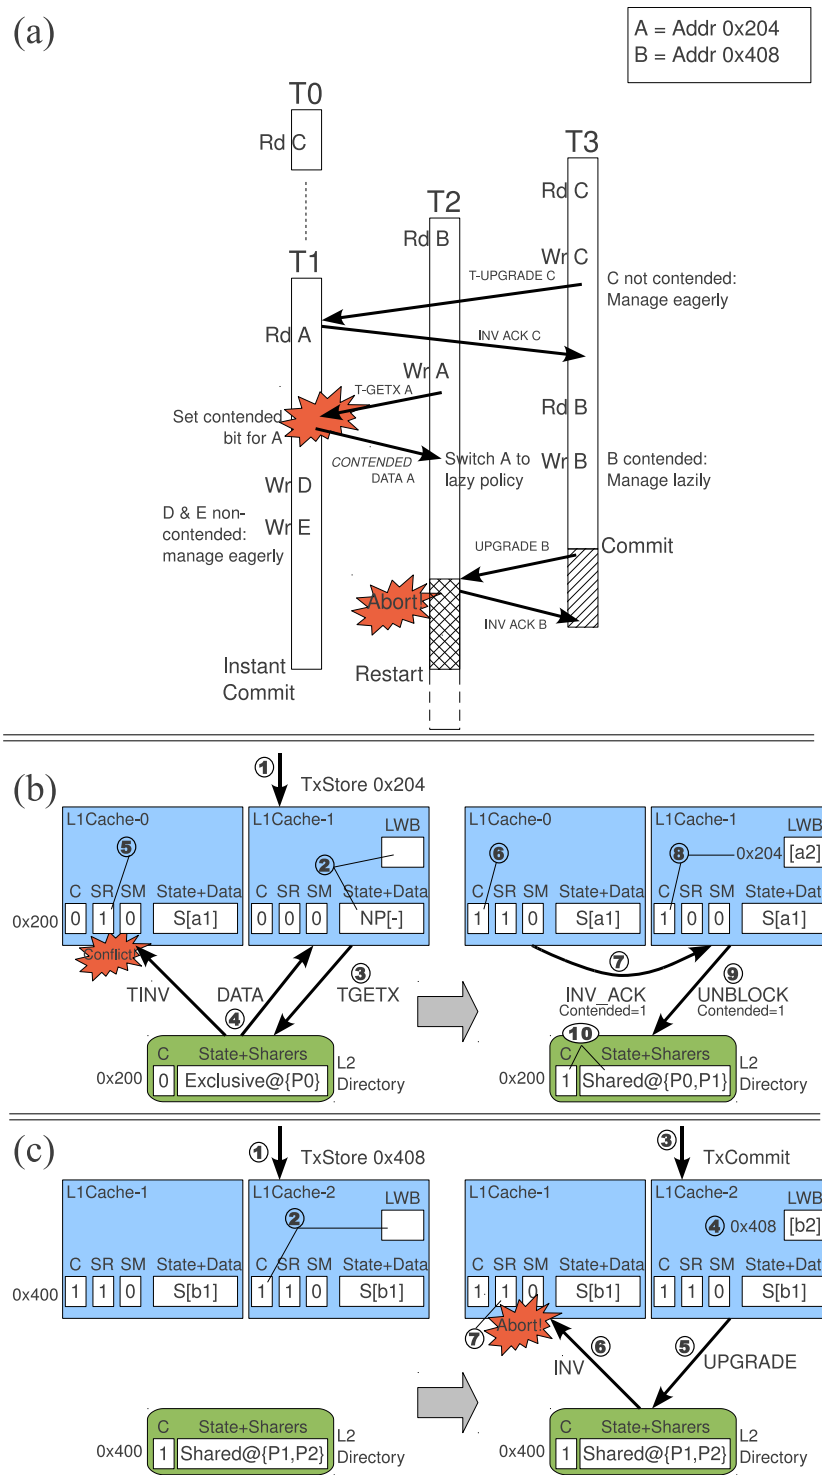 (a)
A = Addr 0x204
B = Addr 0x408
T0
Rd C
T3
Rd C
T2
Rd B
Wr C
T-UPGRADE C
C not contended:
Manage eagerly
T1
Rd A
INV ACK C
Wr A
T-GETX A
Set contended
bit for A
Rd B
CONTENDED
DATA A
Switch A to
lazy policy
Wr B
B contended:
Manage lazily
Wr D
D & E non-
contended:
manage eagerly
Wr E
UPGRADE B
Commit
Abort!
INV ACK B
Instant
Commit
Restart
(b)
1
TxStore 0x204
L1Cache-0
L1Cache-1
LWB
5
2
C SR SM State+Data
C SR SM State+Data
0x200
0 1 0 S[a1]
0 0 0 NP[-]
Conflict!
TINV
DATA
4
3
TGETX
C State+Sharers
0x200
0 Exclusive@{P0}
L2
Directory
L1Cache-0
L1Cache-1
LWB
6
8
0x204
[a2]
C SR SM State+Data
C SR SM State+Data
1 1 0 S[a1]
1 0 0 S[a1]
7
INV_ACK
Contended=1
9
UNBLOCK
Contended=1
10
C State+Sharers
0x200
1 Shared@{P0,P1}
L2
Directory
(c)
1
TxStore 0x408
L1Cache-1
L1Cache-2
LWB
2
C SR SM State+Data
C SR SM State+Data
0x400
1 1 0 S[b1]
1 1 0 S[b1]
C State+Sharers
0x400
1 Shared@{P1,P2}
L2
Directory
3
TxCommit
L1Cache-1
L1Cache-2
LWB
4
0x408
[b2]
C SR SM State+Data
C SR SM State+Data
1 1 0 S[b1]
1 1 0 S[b1]
7
Abort!
6
INV
5
UPGRADE
C State+Sharers
0x400
1 Shared@{P1,P2}
L2
Directory